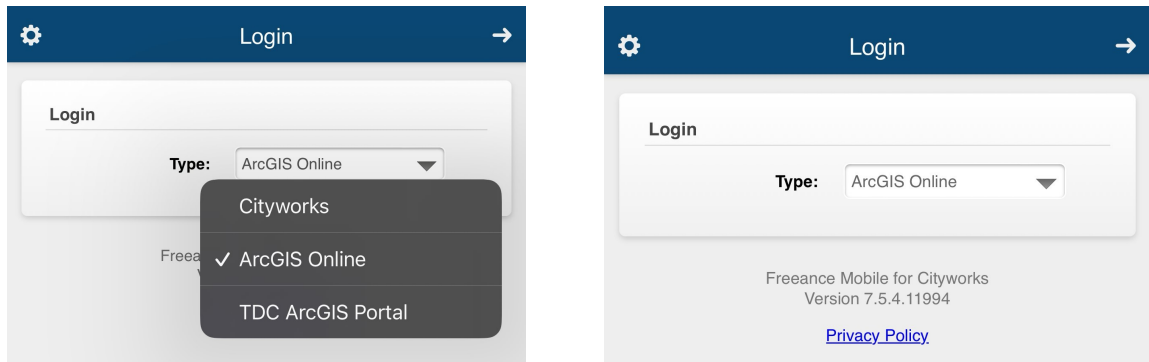 Login
Login
Type: ArcGIS Online
Cityworks
Freea
✓ ArcGIS Online
TDC ArcGIS Portal
Login
Login
Type: ArcGIS Online
Freeance Mobile for Cityworks
Version 7.5.4.11994
Privacy Policy